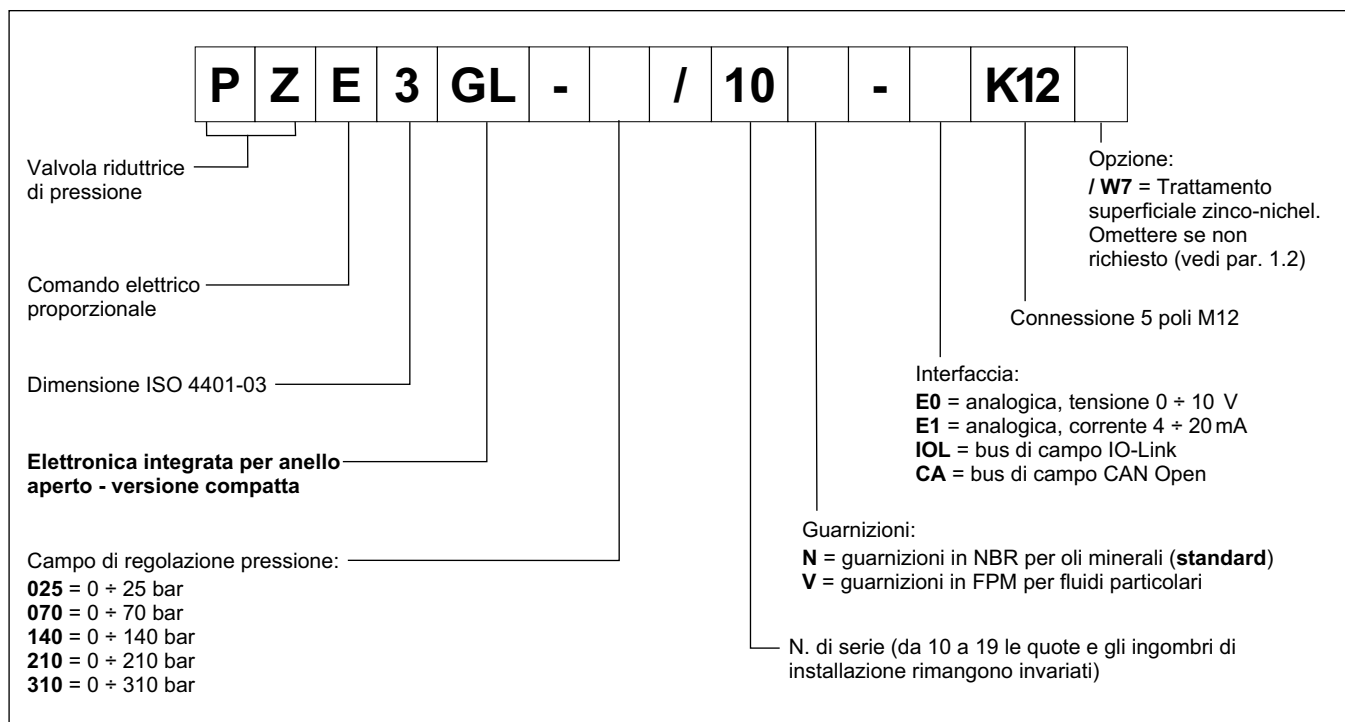 P Z E 3 GL - / 10 - K12
Valvola riduttrice
di pressione
Comando elettrico
proporzionale
Dimensione ISO 4401-03
Elettronica integrata per anello
aperto - versione compatta
Campo di regolazione pressione:
025 = 0 ÷ 25 bar
070 = 0 ÷ 70 bar
140 = 0 ÷ 140 bar
210 = 0 ÷ 210 bar
310 = 0 ÷ 310 bar
Opzione:
/ W7 = Trattamento
superficiale zinco-nichel.
Omettere se non
richiesto (vedi par. 1.2)
Connessione 5 poli M12
Interfaccia:
E0 = analogica, tensione 0 ÷ 10 V
E1 = analogica, corrente 4 ÷ 20 mA
IOL = bus di campo IO-Link
CA = bus di campo CAN Open
Guarnizioni:
N = guarnizioni in NBR per oli minerali (standard)
V = guarnizioni in FPM per fluidi particolari
N. di serie (da 10 a 19 le quote e gli ingombri di
installazione rimangono invariati)